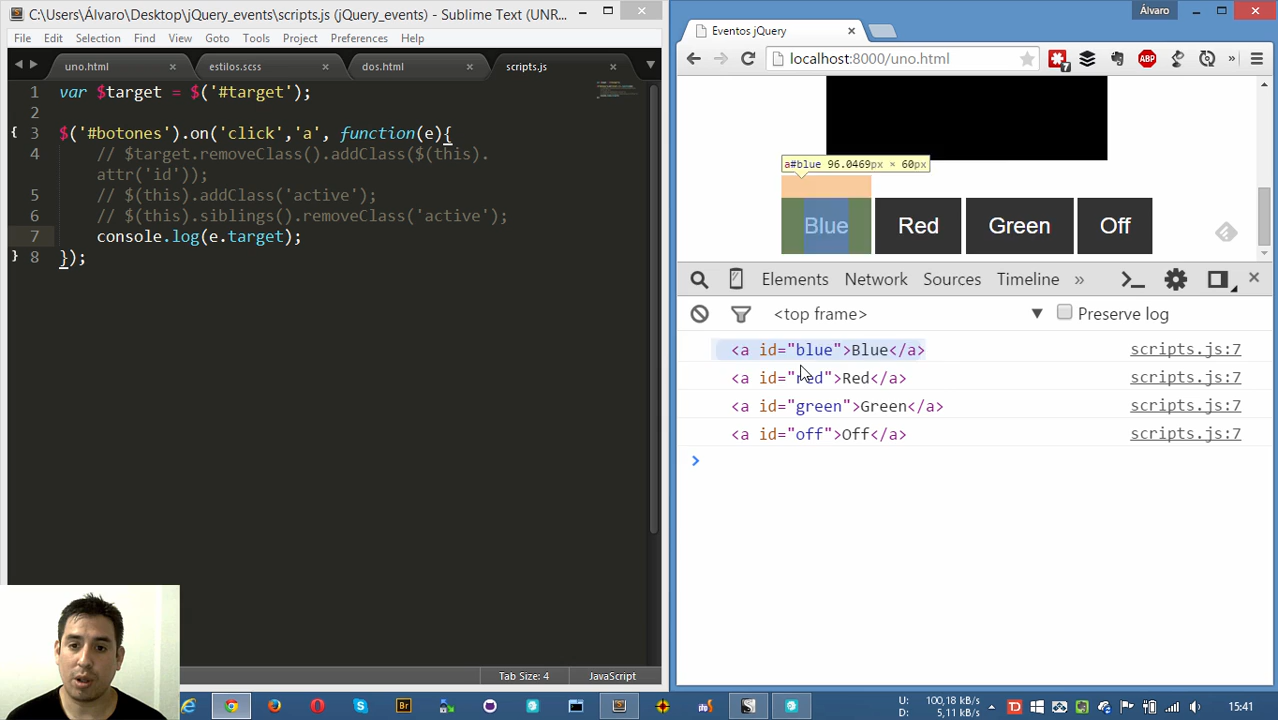 C:\Users\Álvaro\Desktop\jQuery_events\scripts.js (jQuery_events) - Sublime Text (UNR...
File Edit Selection Find View Goto Tools Project Preferences Help
uno.html
estilos.scss
dos.html
scripts.js
1 var $target = $('#target');
2
3 $('#botones').on('click','a', function(e){
4 // $target.removeClass().addClass($(this).
attr('id'));
5 // $(this).addClass('active');
6 // $(this).siblings().removeClass('active');
7 console.log(e.target);
8 });
Tab Size: 4
JavaScript
Álvaro
Eventos jQuery
localhost:8000/uno.html
7
ABP
»
a#blue 96.0469px × 60px
Blue
Red
Green
Off
Elements Network Sources Timeline »
<top frame>
Preserve log
<a id="blue">Blue</a> scripts.js:7
<a id="red">Red</a> scripts.js:7
<a id="green">Green</a> scripts.js:7
<a id="off">Off</a> scripts.js:7
Br
U: 100,18 kB/s
D: 5,11 kB/s
15:41